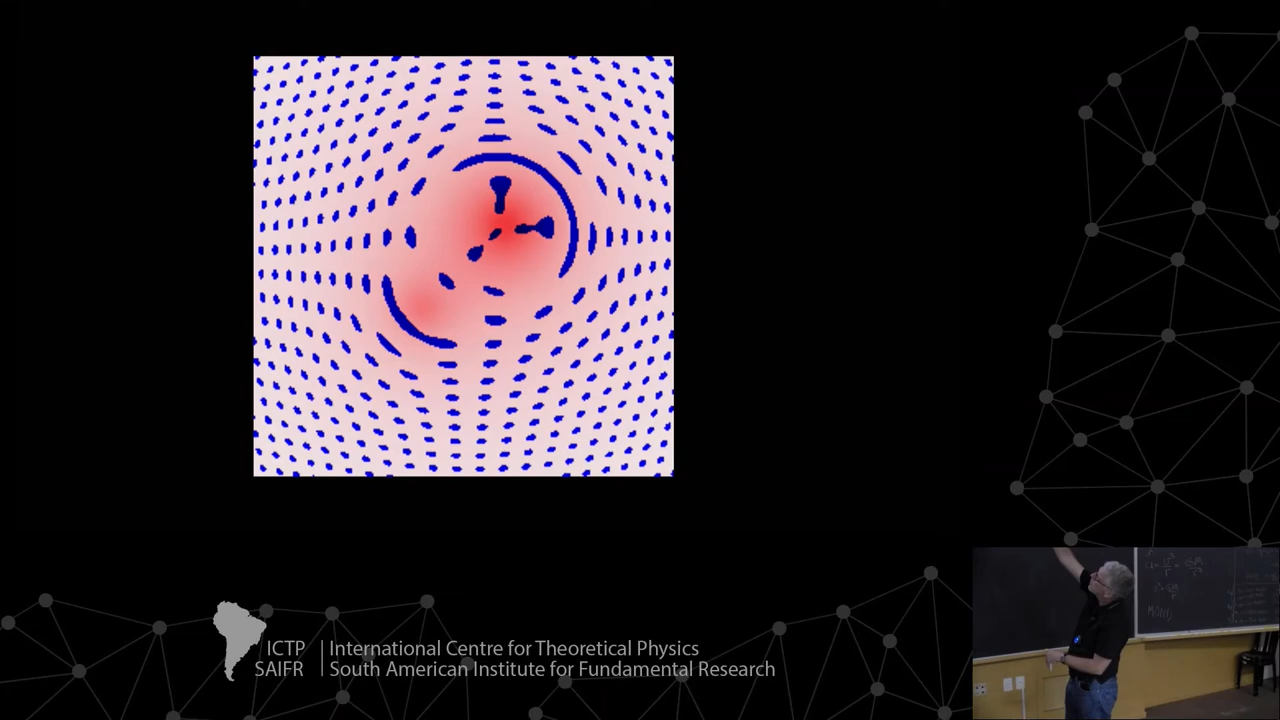 ICTP
SAIFR
International Centre for Theoretical Physics
South American Institute for Fundamental Research